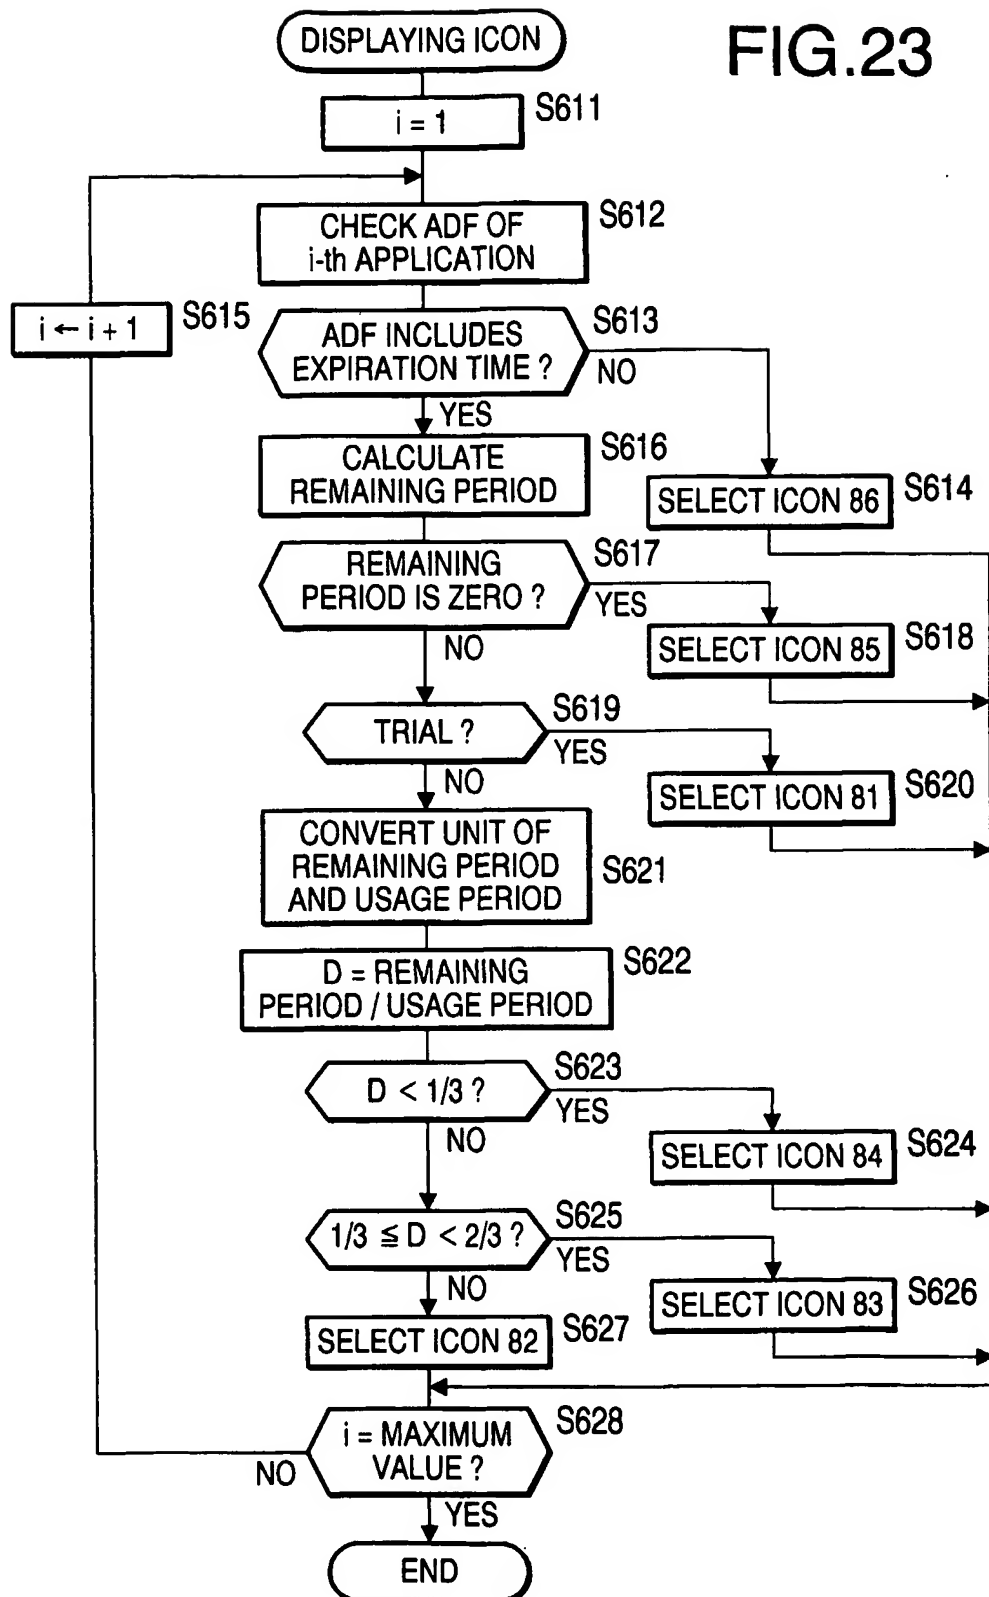 FIG.23
DISPLAYING ICON
i = 1
S611
CHECK ADF OF
i-th APPLICATION
S612
i ← i + 1
S615
ADF INCLUDES
EXPIRATION TIME ?
S613
NO
YES
CALCULATE
REMAINING PERIOD
S616
SELECT ICON 86
S614
REMAINING
PERIOD IS ZERO ?
S617
YES
NO
SELECT ICON 85
S618
TRIAL ?
S619
YES
NO
SELECT ICON 81
S620
CONVERT UNIT OF
REMAINING PERIOD
AND USAGE PERIOD
S621
D = REMAINING
PERIOD / USAGE PERIOD
S622
D < 1/3 ?
S623
YES
NO
SELECT ICON 84
S624
1/3 ≦ D < 2/3 ?
S625
YES
NO
SELECT ICON 83
S626
SELECT ICON 82
S627
i = MAXIMUM
VALUE ?
S628
NO
YES
END